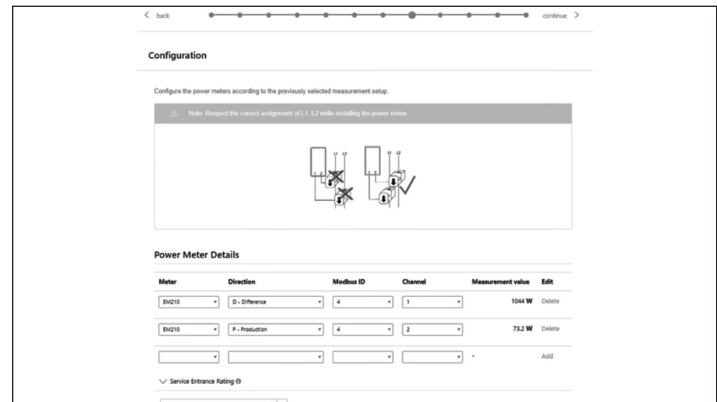 back
continue
Configuration
Configure the power meters according to the previously selected measurement setup.
Note: Respect the correct assignment of L1, L2 while installing the power meter.
L1 L2 L1 L2
Power Meter Details
Meter Direction Modbus ID Channel Measurement value Edit
EM210 D - Difference 4 1 1044 W Delete
EM210 P - Production 4 2 73.2 W Delete
- Add
Service Entrance Rating